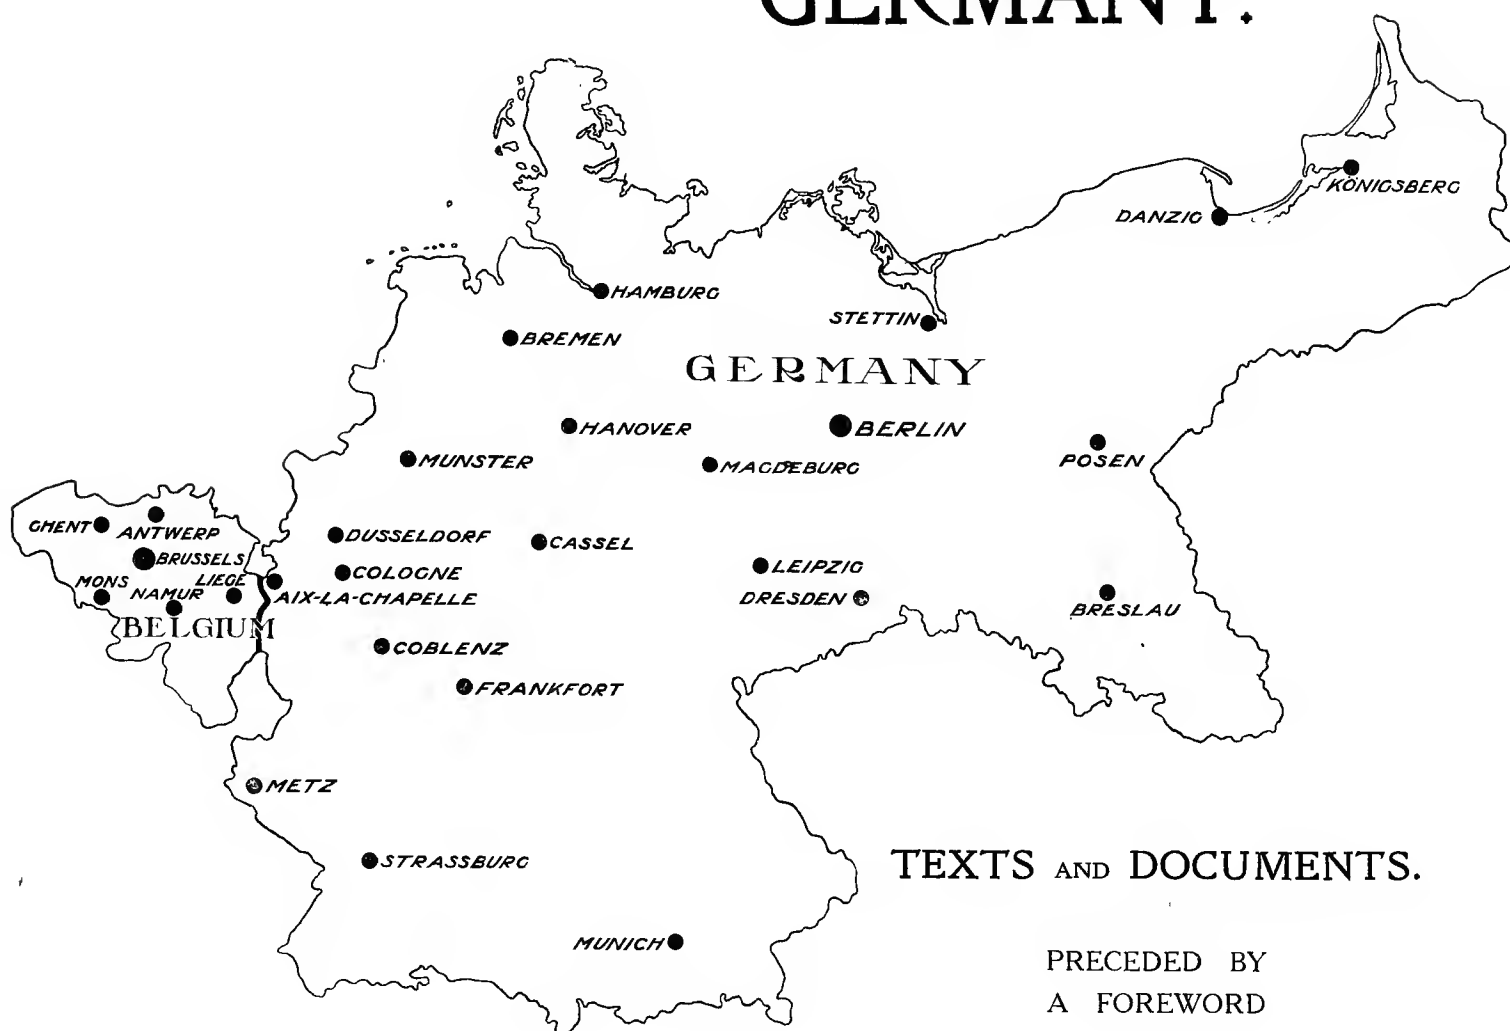 GERMANY.
KÖNIGSBERG
DANZIG
HAMBURG
STETTIN
BREMEN
GERMANY
HANOVER
BERLIN
MUNSTER
MAGDEBURG
POSEN
GHENT
ANTWERP
DUSSELDORF
CASSEL
BRUSSELS
COLOGNE
LEIPZIG
MONS
LIEGE
NAMUR
AIX-LA-CHAPELLE
DRESDEN
BRESLAU
BELGIUM
COBLENZ
FRANKFORT
METZ
STRASSBURG
TEXTS AND DOCUMENTS.
MUNICH
PRECEDED BY
A FOREWORD